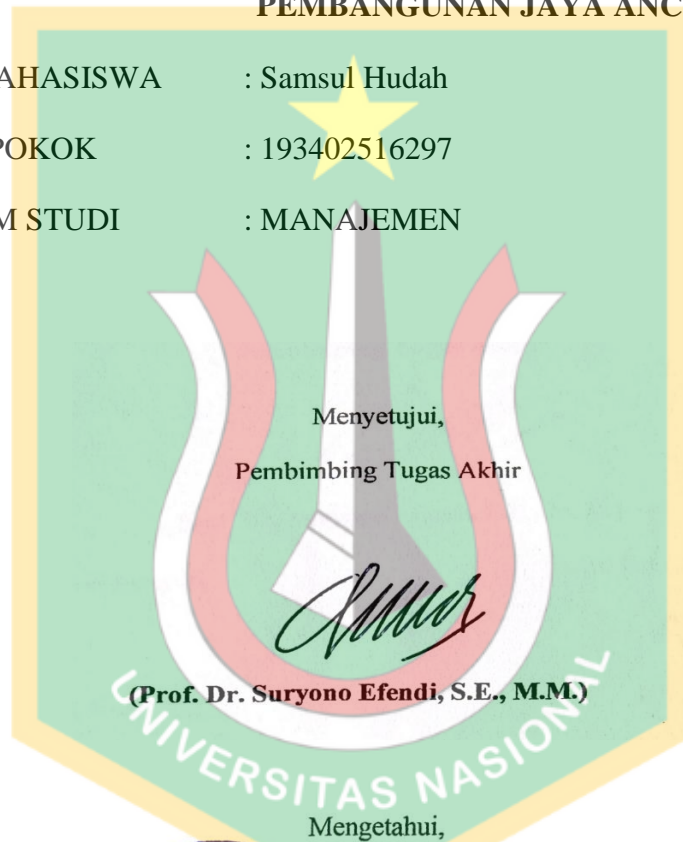 PEMBANGUNAN JAYA ANC
AHASISWA : Samsul Hudah
POKOK : 193402516297
M STUDI : MANAJEMEN
Menyetujui,
Pembimbing Tugas Akhir
(Prof. Dr. Suryono Efendi, S.E., M.M.)
UNIVERSITAS NASIONAL
Mengetahui,